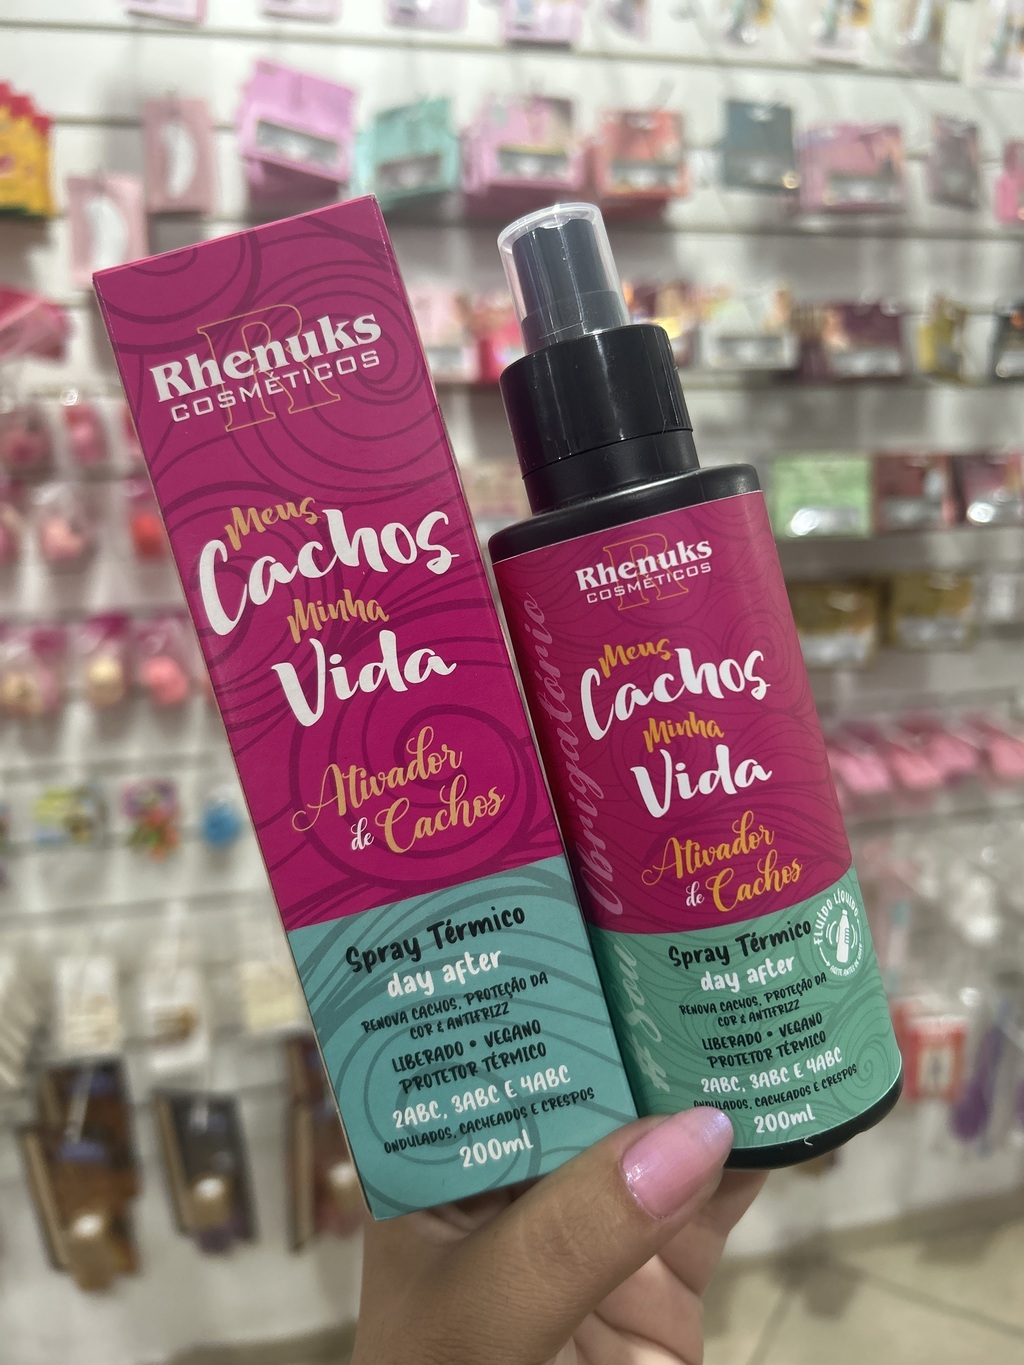 Rhenuks
COSMÉTICOS
Meus
Cachos
Minha
Vida
Ativador
de Cachos
Spray Térmico
day after
RENOVA CACHOS, PROTEÇÃO DA
COR & ANTIFRIZZ
LIBERADO • VEGANO
PROTETOR TÉRMICO
2ABC, 3ABC E 4ABC
ONDULADOS, CACHEADOS E CRESPOS
200ml
Rhenuks
COSMÉTICOS
Meus
Cachos
Minha
Vida
Ativador
de Cachos
Spray Térmico
day after
RENOVA CACHOS, PROTEÇÃO DA
COR & ANTIFRIZZ
LIBERADO • VEGANO
PROTETOR TÉRMICO
2ABC, 3ABC E 4ABC
ONDULADOS, CACHEADOS E CRESPOS
200ml
#Sou Obrigatório
FLUÍDO LÍQUIDO